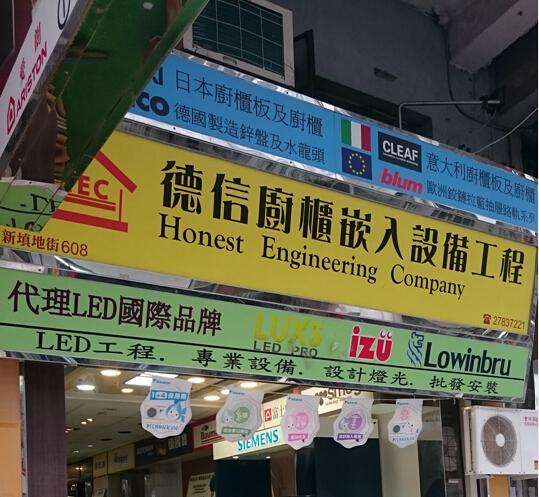 ARISTON
日本廚櫃板及廚櫃
德國製造鋅盤及水龍頭
CLEAF
blum
意大利廚櫃板及廚櫃
歐洲鉸鏈拉籃抽屜路軌系列
EC
德信廚櫃嵌入設備工程
Honest Engineering Company
新填地街608
☎27837221
代理LED國際品牌
LUXS
LED PRO
izü
Lowinbru
LED工程. 專業設備. 設計燈光. 批發安裝
SIEMENS